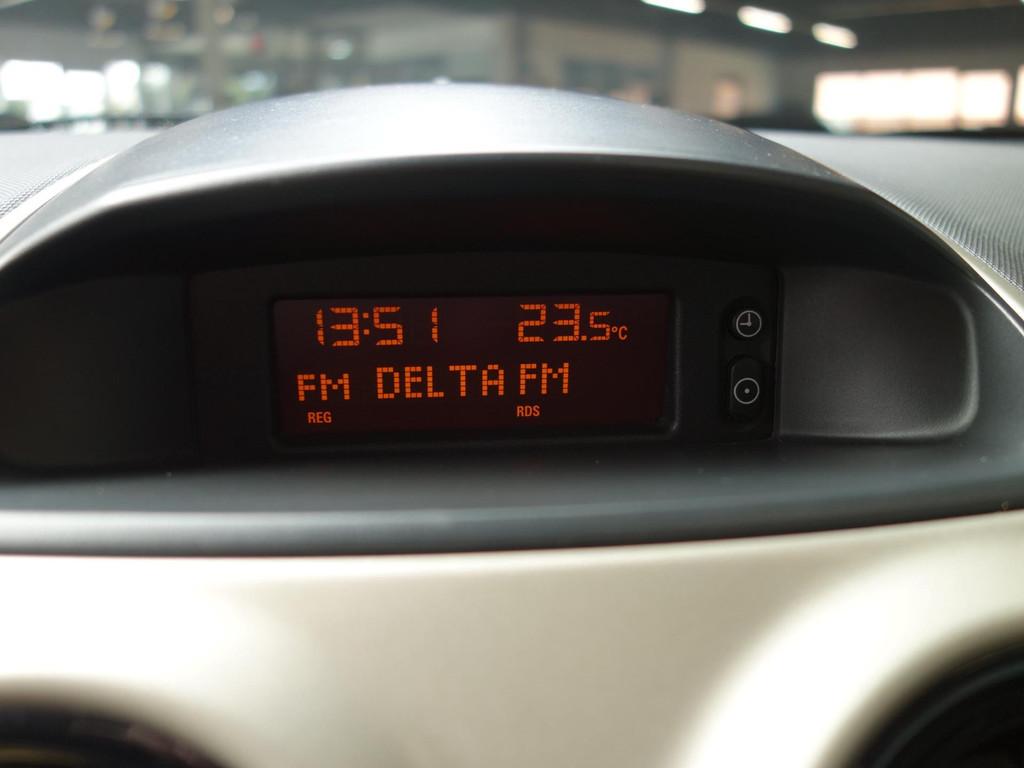 13:51 23.5°C
FM DELTA FM
REG RDS